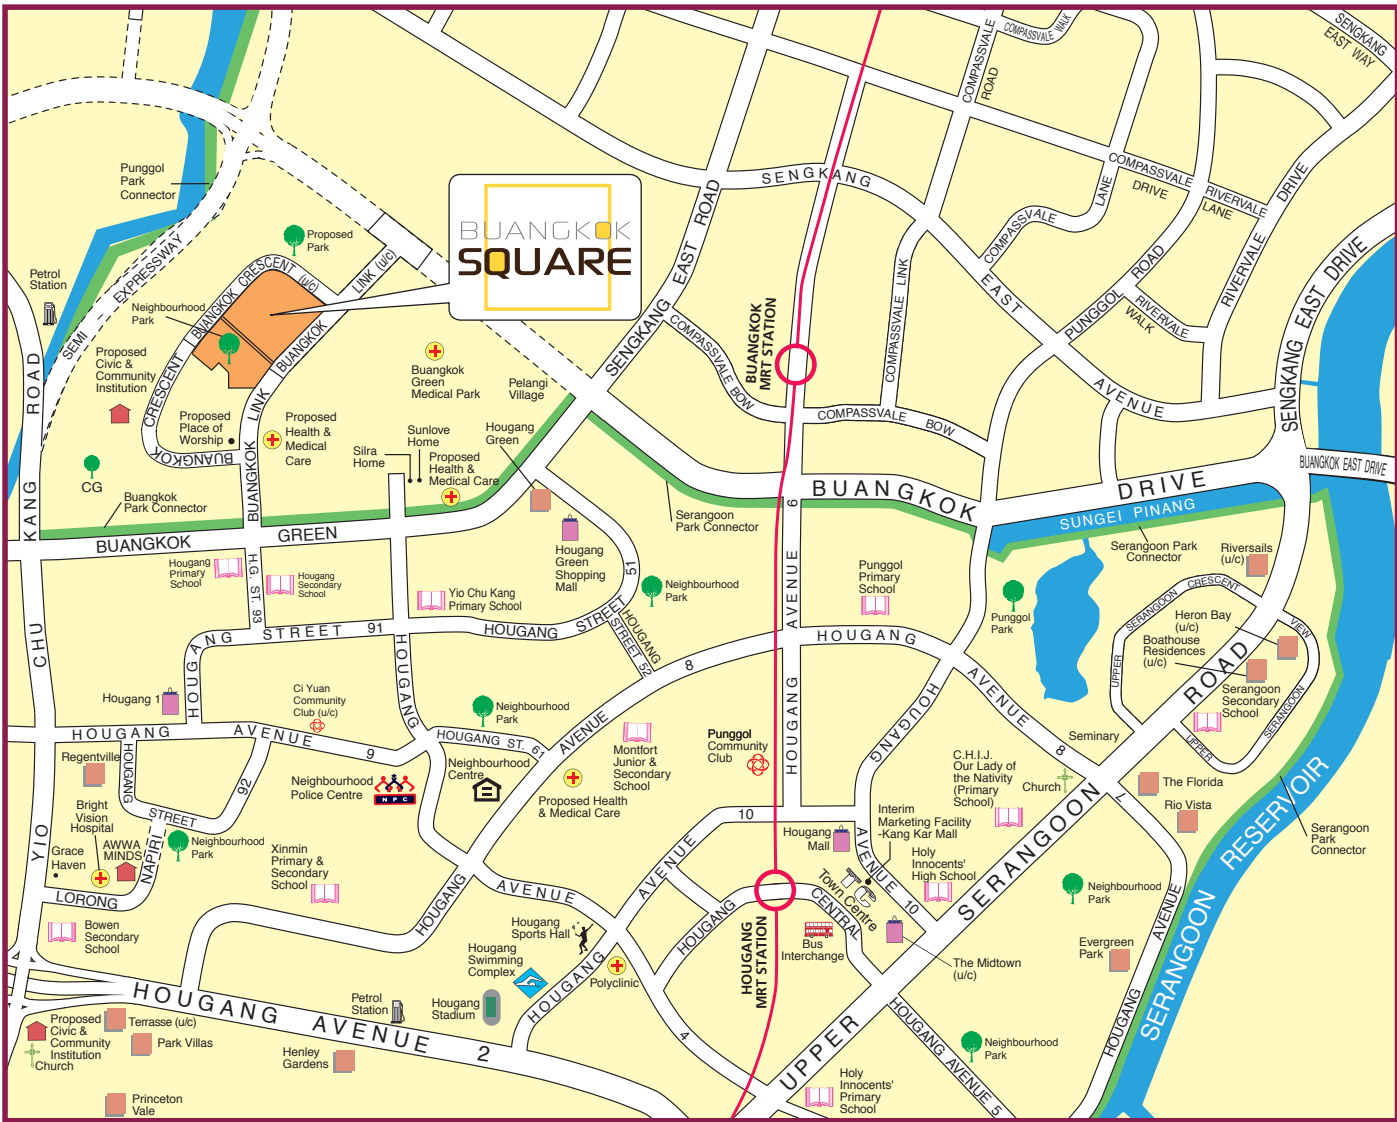 COMPASSVALE WALK
SENGKANG
EAST WAY
COMPASSVALE
ROAD
Punggol
Park
Connector
SENGKANG
COMPASSVALE
DRIVE
RIVERVALE
LANE
RIVERVALE DRIVE
COMPASSVALE
LANE
Proposed
Park
BUANGKOK
SQUARE
SENGKANG EAST ROAD
SEMI EXPRESSWAY
Petrol
Station
BUANGKOK CRESCENT (u/c)
BUANGKOK LINK (u/c)
Neighbourhood
Park
BUANGKOK
MRT STATION
COMPASSVALE LINK
EAST
AVENUE
PUNGGOL ROAD
RIVERVALE
WALK
SENGKANG EAST DRIVE
COMPASSVALE BOW
COMPASSVALE BOW
Proposed
Civic &
Community
Institution
CRESCENT
BUANGKOK
Buangkok
Green
Medical Park
Pelangi
Village
Proposed
Place of
Worship
BUANGKOK LINK
Proposed
Health &
Medical
Care
Sunlove
Home
Silra
Home
Hougang
Green
Proposed
Health &
Medical Care
CG
Buangkok
Park Connector
Serangoon
Park Connector
BUANGKOK DRIVE
BUANGKOK EAST DRIVE
SUNGEI PINANG
BUANGKOK GREEN
Serangoon Park
Connector
Riversails
(u/c)
Hougang
Primary
School
H.G. ST. 93
Hougang
Secondary
School
Yio Chu Kang
Primary School
Hougang
Green
Shopping
Mall
51
Neighbourhood
Park
AVENUE 6
Punggol
Primary
School
Punggol
Park
UPPER SERANGOON CRESCENT
Heron Bay
(u/c)
Boathouse
Residences
(u/c)
UPPER SERANGOON VIEW
Serangoon
Secondary
School
HOUGANG STREET 91
HOUGANG STREET
HOUGANG
STREET 52
HOUGANG
AVENUE
8
YIO CHU KANG ROAD
Hougang 1
Ci Yuan
Community
Club (u/c)
HOUGANG
Neighbourhood
Park
HOUGANG ST. 61
AVENUE
8
Montfort
Junior &
Secondary
School
Punggol
Community
Club
HOUGANG
HOUGANG
Seminary
C.H.I.J.
Our Lady of
the Nativity
(Primary
School)
Church
7
The Florida
Rio Vista
HOUGANG AVENUE 9
Regentville
HOUGANG
STREET
92
Neighbourhood
Police Centre
NPC
Neighbourhood
Centre
Proposed Health
& Medical Care
Bright
Vision
Hospital
Grace
Haven
AWWA
MINDS
NAPIRI
LORONG
Neighbourhood
Park
Xinmin
Primary &
Secondary
School
Bowen
Secondary
School
10
Hougang
Mall
Interim
Marketing Facility
-Kang Kar Mall
Holy
Innocents'
High School
AVENUE 10
Town Centre
Neighbourhood
Park
Serangoon
Park
Connector
SERANGOON RESERVOIR
UPPER SERANGOON ROAD
AVENUE
AVENUE
HOUGANG
HOUGANG
CENTRAL
HOUGANG
MRT STATION
Bus
Interchange
The Midtown
(u/c)
Evergreen
Park
HOUGANG AVENUE
Hougang
Sports Hall
Hougang
Swimming
Complex
Polyclinic
HOUGANG
4
Petrol
Station
Hougang
Stadium
HOUGANG AVENUE 2
Proposed
Civic &
Community
Institution
Church
Terrasse (u/c)
Park Villas
Henley
Gardens
Princeton
Vale
Holy
Innocents'
Primary
School
HOUGANG AVENUE 5
Neighbourhood
Park